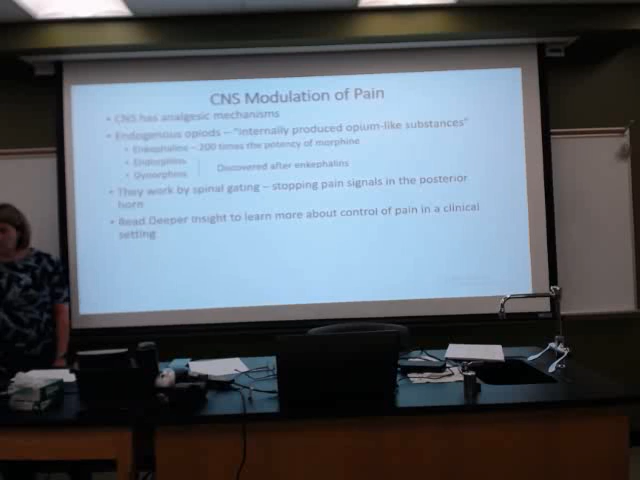 CNS Modulation of Pain
• CNS has analgesic mechanisms
• Endogenous opiods – "internally produced opium-like substances"
• Enkephalins – 200 times the potency of morphine
• Endorphins
Discovered after enkephalins
• Dynorphins
• They work by spinal gating – stopping pain signals in the posterior
horn
• Read Deeper Insight to learn more about control of pain in a clinical
setting